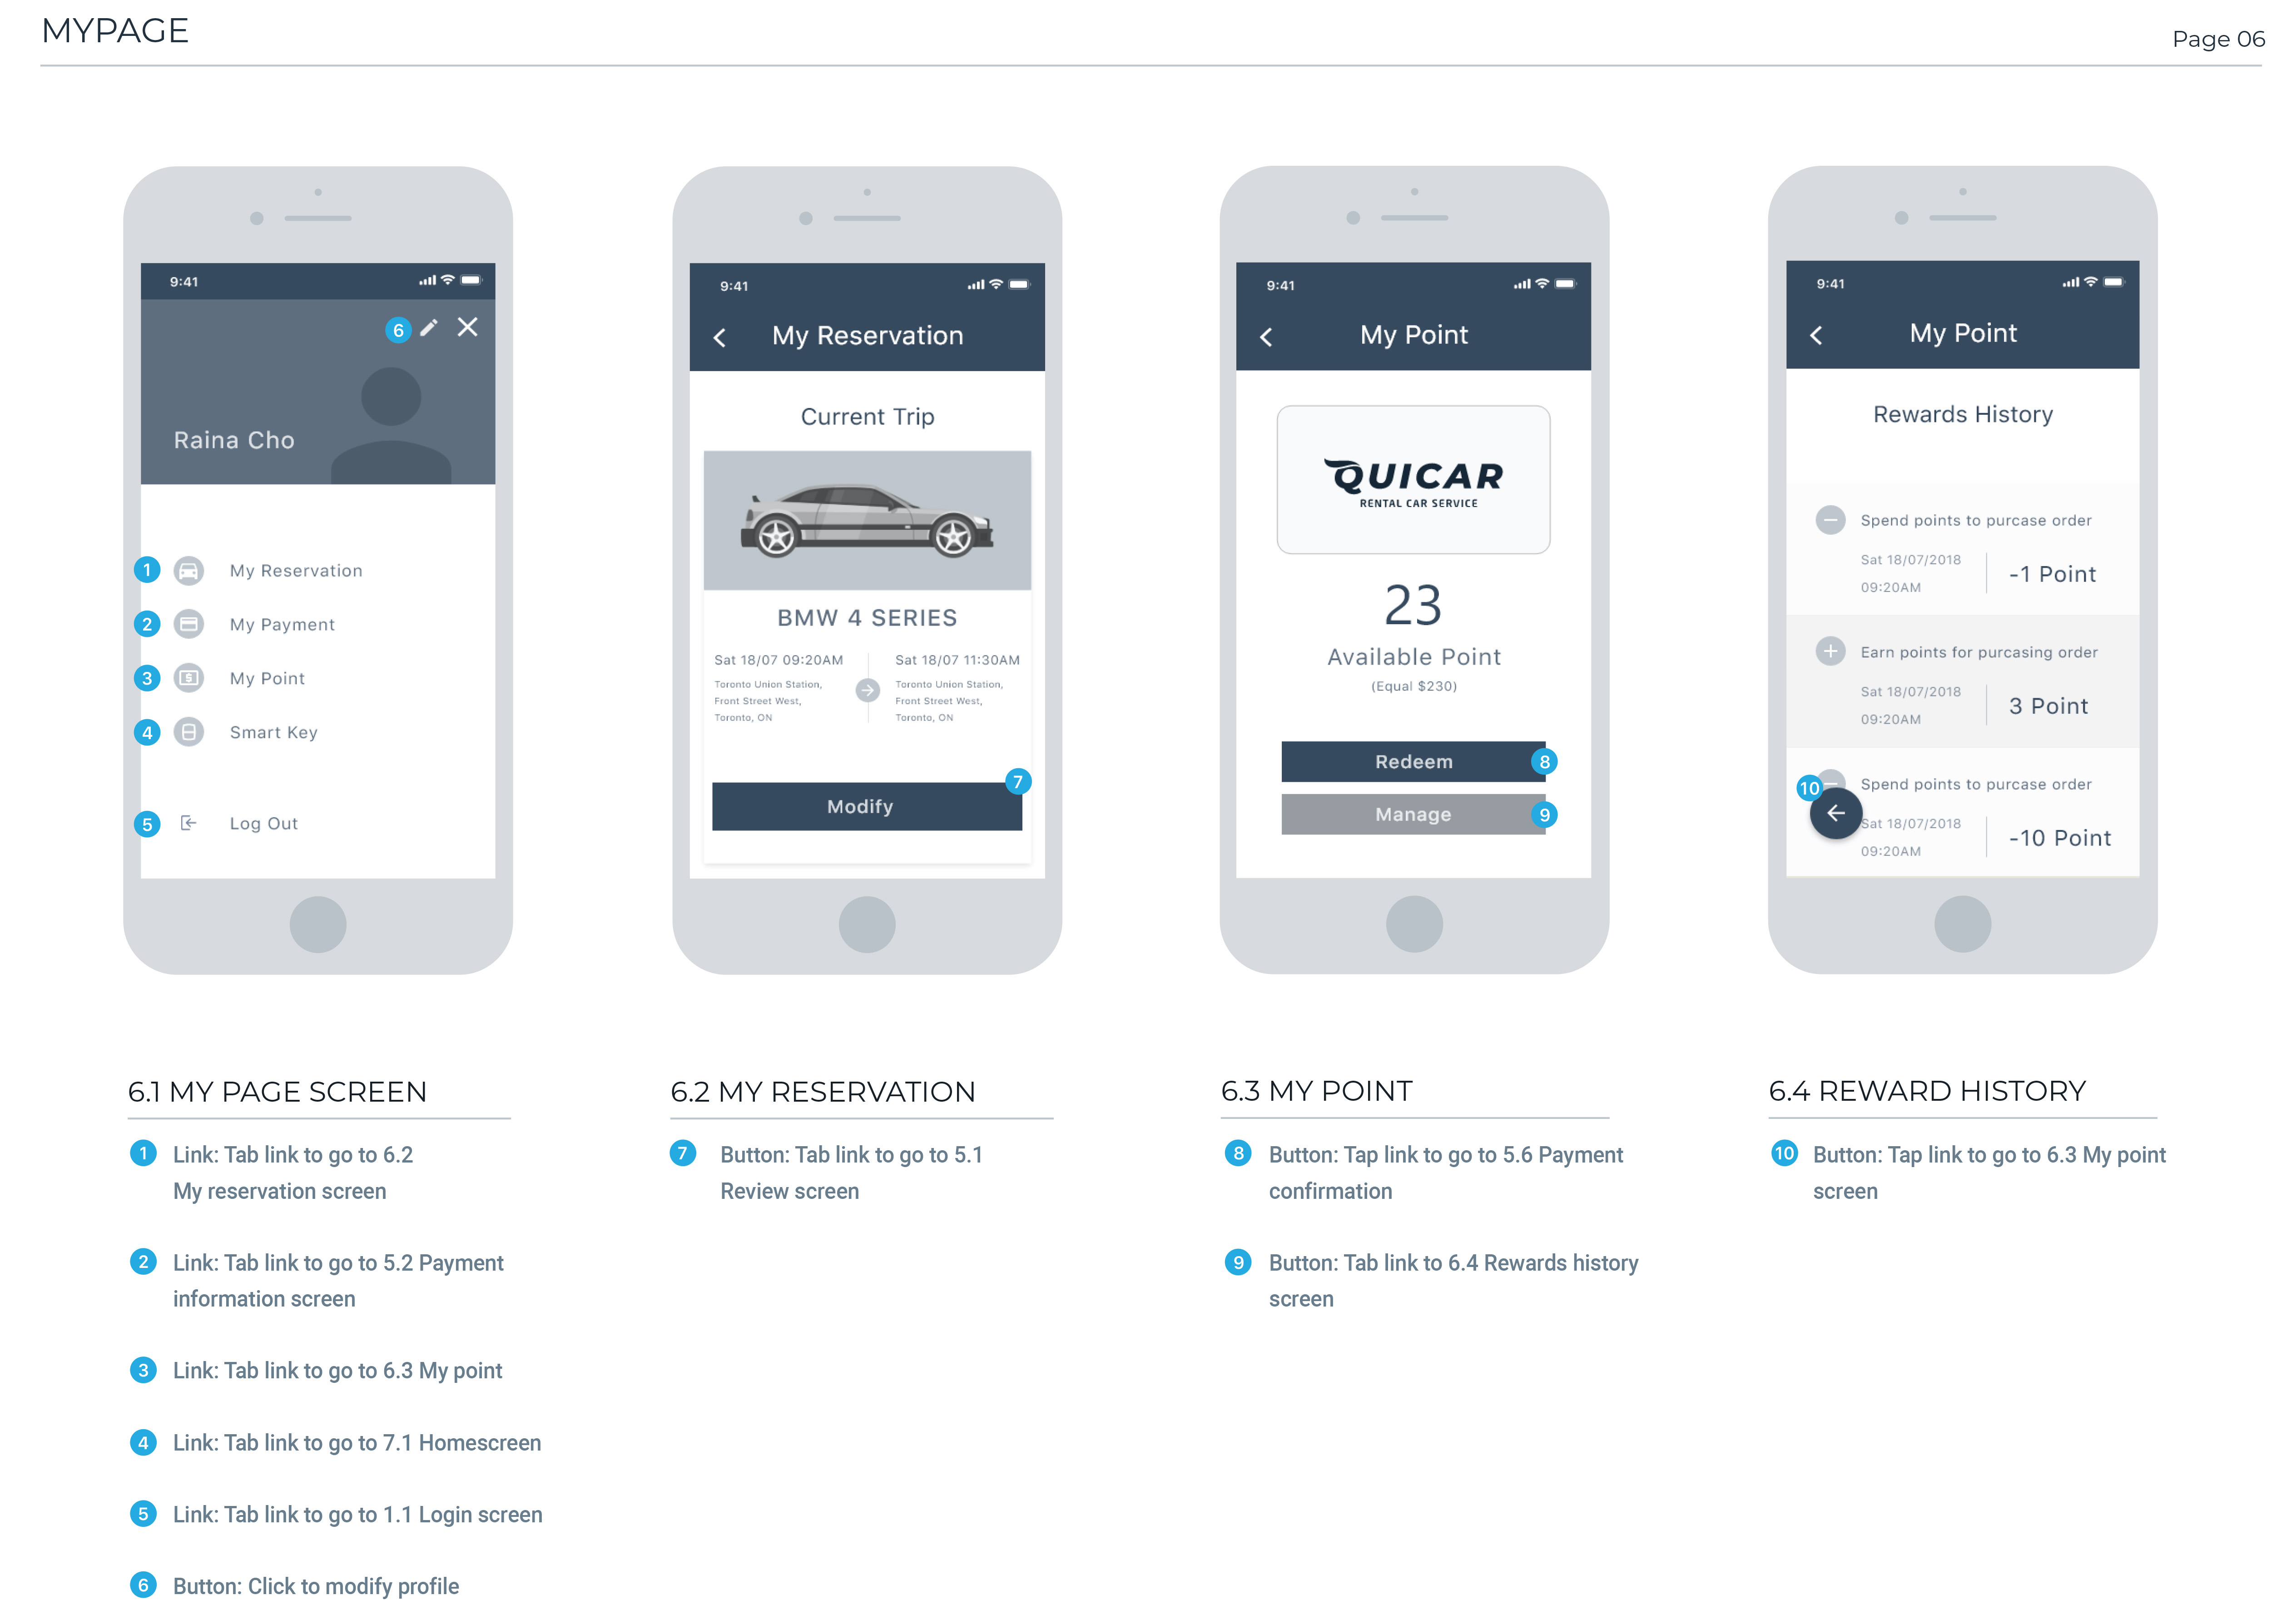 MYPAGE
Page 06
9:41
6
Raina Cho
1 My Reservation
2 My Payment
3 $ My Point
4 Smart Key
5 Log Out
9:41
My Reservation
Current Trip
BMW 4 SERIES
Sat 18/07 09:20AM
Toronto Union Station,
Front Street West,
Toronto, ON
Sat 18/07 11:30AM
Toronto Union Station,
Front Street West,
Toronto, ON
7
Modify
9:41
My Point
QUICAR
RENTAL CAR SERVICE
23
Available Point
(Equal $230)
Redeem 8
Manage 9
9:41
My Point
Rewards History
Spend points to purcase order
Sat 18/07/2018
09:20AM
-1 Point
Earn points for purcasing order
Sat 18/07/2018
09:20AM
3 Point
10
Spend points to purcase order
Sat 18/07/2018
09:20AM
-10 Point
6.1 MY PAGE SCREEN
1 Link: Tab link to go to 6.2
My reservation screen
2 Link: Tab link to go to 5.2 Payment
information screen
3 Link: Tab link to go to 6.3 My point
4 Link: Tab link to go to 7.1 Homescreen
5 Link: Tab link to go to 1.1 Login screen
6 Button: Click to modify profile
6.2 MY RESERVATION
7 Button: Tab link to go to 5.1
Review screen
6.3 MY POINT
8 Button: Tap link to go to 5.6 Payment
confirmation
9 Button: Tab link to 6.4 Rewards history
screen
6.4 REWARD HISTORY
10 Button: Tap link to go to 6.3 My point
screen